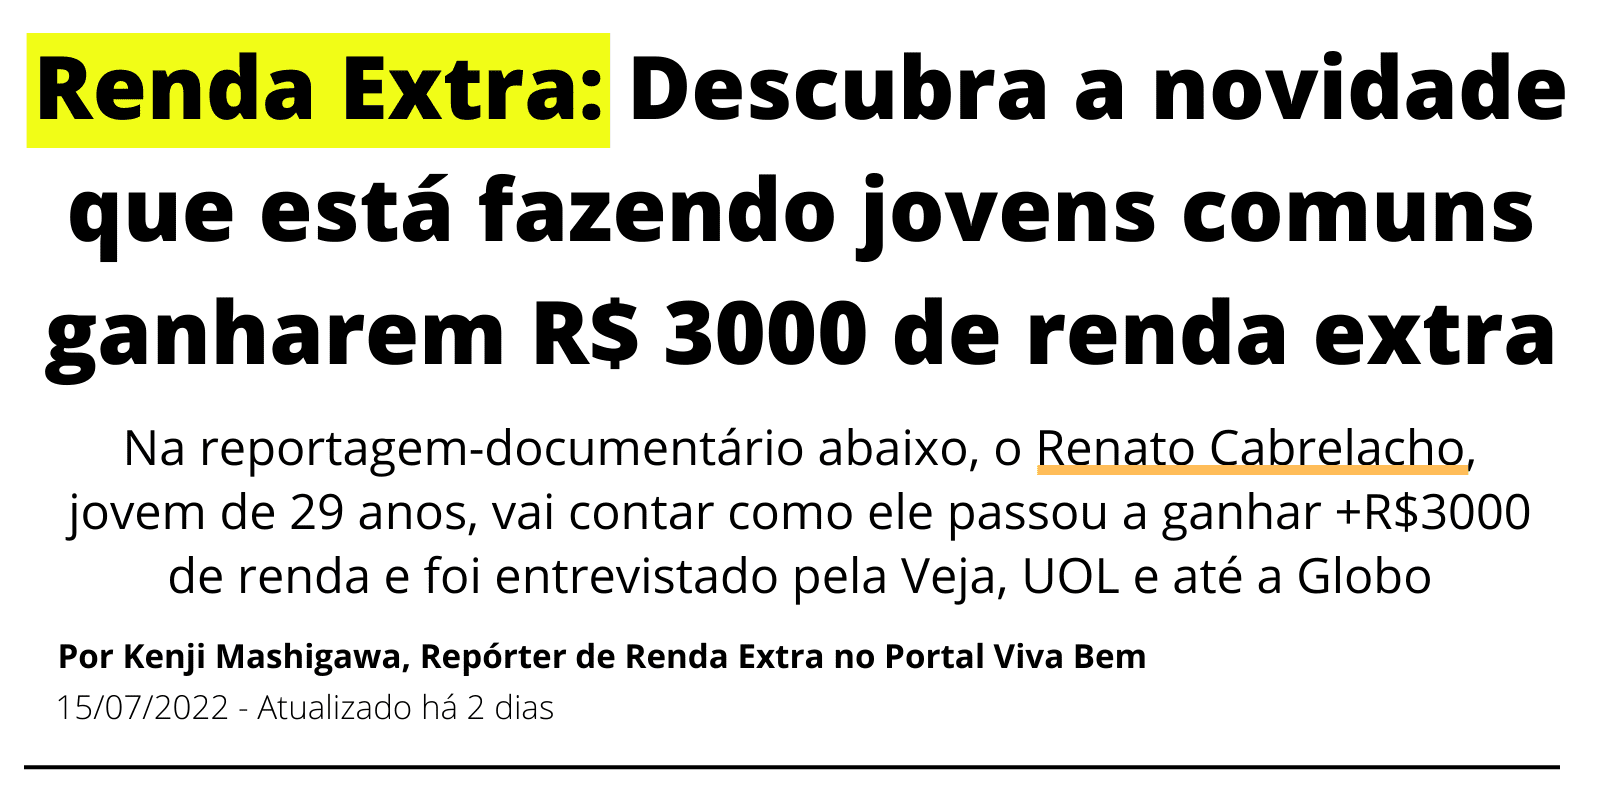 Renda Extra: Descubra a novidade
que está fazendo jovens comuns
ganharem R$ 3000 de renda extra
Na reportagem-documentário abaixo, o Renato Cabrelacho,
jovem de 29 anos, vai contar como ele passou a ganhar +R$3000
de renda e foi entrevistado pela Veja, UOL e até a Globo
Por Kenji Mashigawa, Repórter de Renda Extra no Portal Viva Bem
15/07/2022 - Atualizado há 2 dias